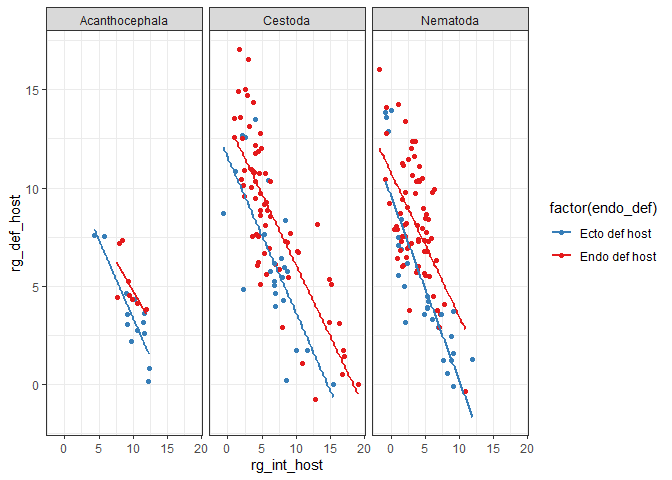 Acanthocephala Cestoda Nematoda
15
10
5
0
rg_def_host
0 5 10 15 20 0 5 10 15 20 0 5 10 15 20
rg_int_host
factor(endo_def)
Ecto def host
Endo def host